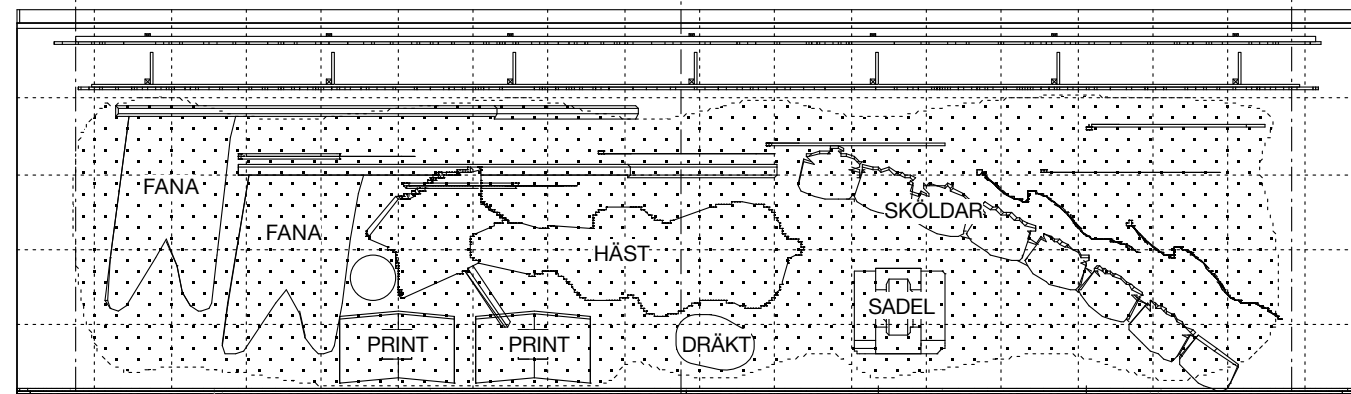 FANA
FANA
SKÖLDAR
HÄST
SADEL
PRINT
PRINT
DRÄKT